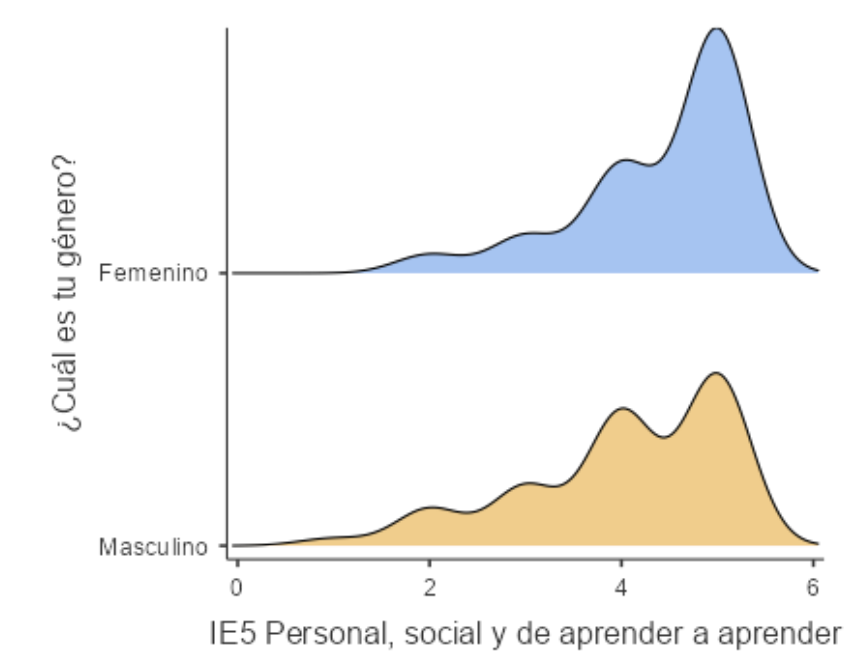 ¿Cuál es tu género?
Femenino
Masculino
0 2 4 6
IE5 Personal, social y de aprender a aprender